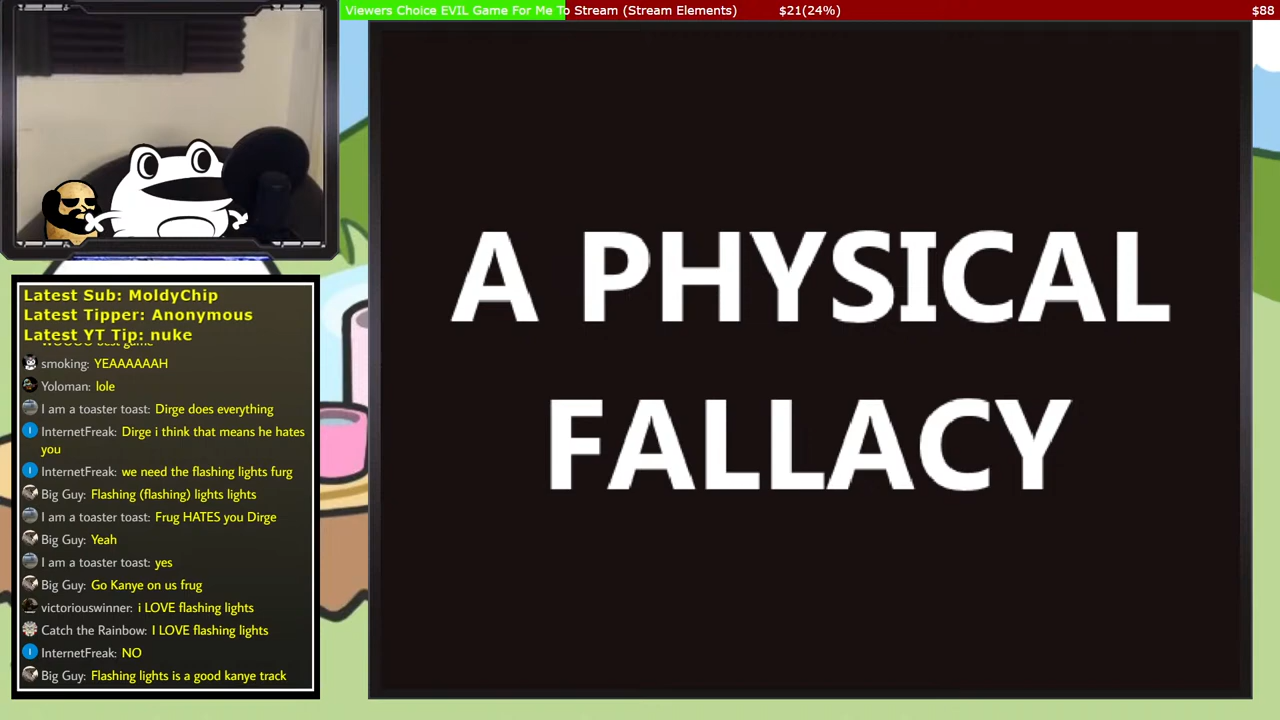 Viewers Choice EVIL Game For Me To Stream (Stream Elements) $21(24%) $88
A PHYSICAL
FALLACY
Latest Sub: MoldyChip
Latest Tipper: Anonymous
Latest YT Tip: nuke
smoking: YEAAAAAAH
Yoloman: lole
I am a toaster toast: Dirge does everything
InternetFreak: Dirge i think that means he hates
you
InternetFreak: we need the flashing lights furg
Big Guy: Flashing (flashing) lights lights
I am a toaster toast: Frug HATES you Dirge
Big Guy: Yeah
I am a toaster toast: yes
Big Guy: Go Kanye on us frug
victoriouswinner: i LOVE flashing lights
Catch the Rainbow: I LOVE flashing lights
InternetFreak: NO
Big Guy: Flashing lights is a good kanye track